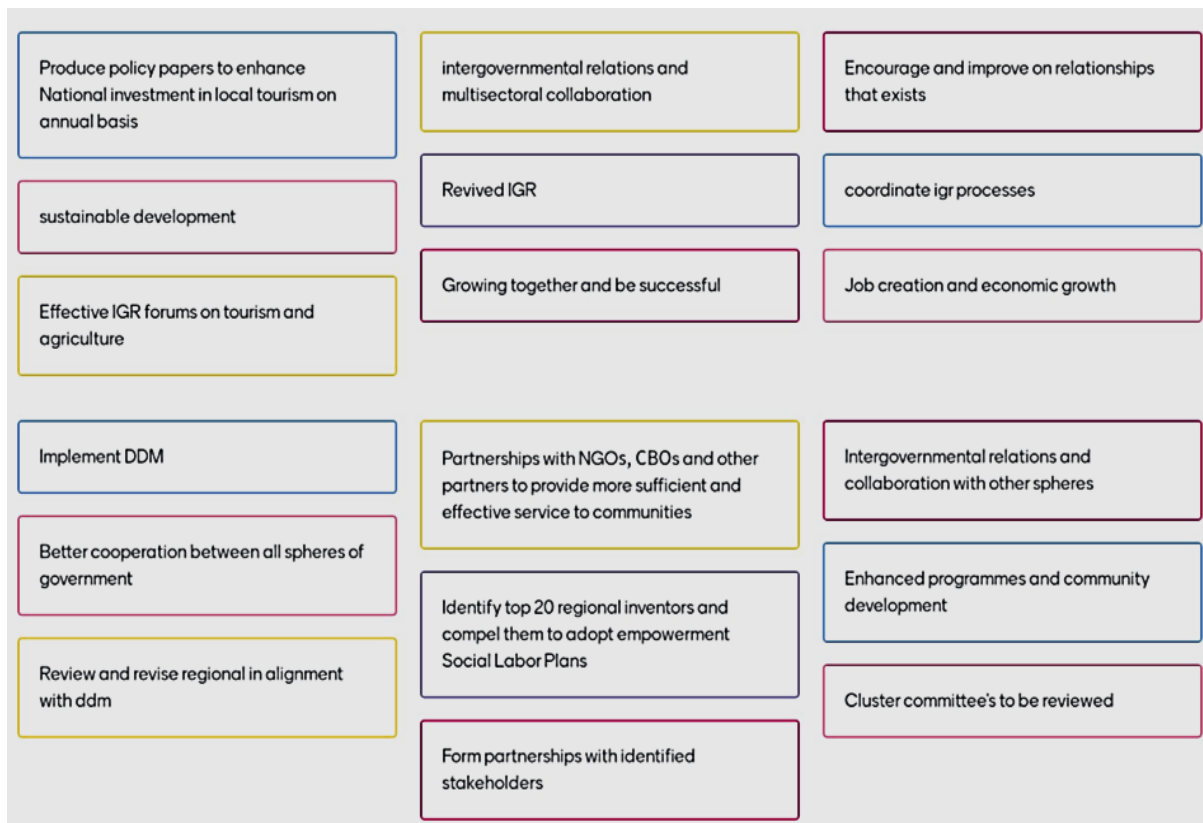 Produce policy papers to enhance
National investment in local tourism on
annual basis
sustainable development
Effective IGR forums on tourism and
agriculture
intergovernmental relations and
multisectoral collaboration
Revived IGR
Growing together and be successful
Encourage and improve on relationships
that exists
coordinate igr processes
Job creation and economic growth
Implement DDM
Better cooperation between all spheres of
government
Review and revise regional in alignment
with ddm
Partnerships with NGOs, CBOs and other
partners to provide more sufficient and
effective service to communities
Identify top 20 regional inventors and
compel them to adopt empowerment
Social Labor Plans
Form partnerships with identified
stakeholders
Intergovernmental relations and
collaboration with other spheres
Enhanced programmes and community
development
Cluster committee's to be reviewed